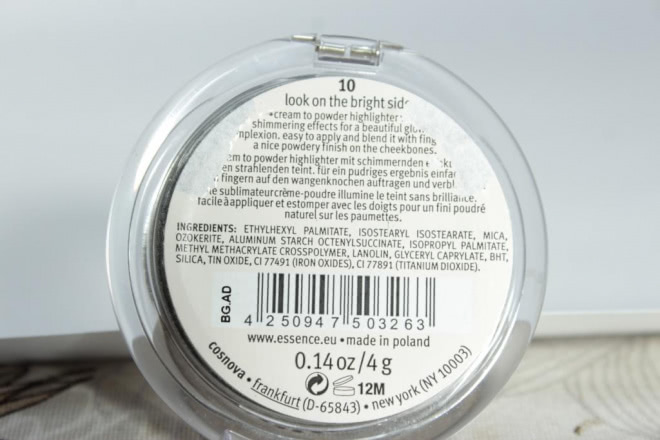 10
look on the bright side
•cream to powder highlighter:
shimmering effects for a beautiful
easy to apply and blend with
a nice powdery finish on the cheekbones.
to powder highlighter mit schimmernden
strahlenden teint. für ein pudriges ergebnis einfach
fingern auf den wangenknochen auftragen und
sublimateur crème-poudre illumine le teint sans brillance.
facile à appliquer et estomper avec les doigts pour un fini poudré
naturel sur les paumettes.
INGREDIENTS: ETHYLHEXYL PALMITATE, ISOSTEARYL ISOSTEARATE, MICA,
OZOKERITE, ALUMINUM STARCH OCTENYLSUCCINATE, ISOPROPYL PALMITATE,
METHYL METHACRYLATE CROSSPOLYMER, LANOLIN, GLYCERYL CAPRYLATE, BHT,
SILICA, TIN OXIDE, CI 77491 (IRON OXIDES), CI 77891 (TITANIUM DIOXIDE).
BG.AD
4 250947 503263
www.essence.eu • made in poland
0.14 oz/4 g
12M
cosnova • frankfurt (D-65843) • new york (NY 10003)